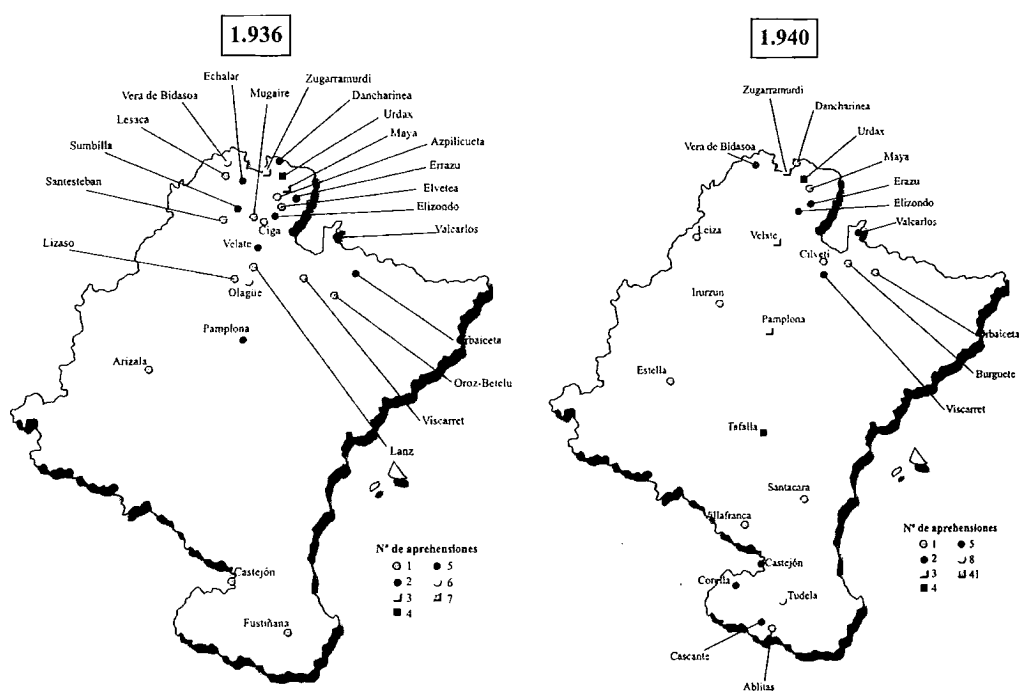 1.936
Echalar
Zugarramurdi
Mugaire
Vera de Bidasoa
Dancharinea
Lesaca
Urdax
Maya
Sumbilla
Azpilicueta
Errazu
Santesteban
Elvetea
Elizondo
Ciga
Valcarlos
Velate
Lizaso
Olagüe
Pamplona
Orbaiceta
Arizala
Oroz-Betelu
Viscarret
Lanz
Nº de aprehensiones
1 5
2 6
3 7
4
Castejón
Fustiñana
1.940
Zugarramurdi
Dancharinea
Urdax
Vera de Bidasoa
Maya
Erazu
Elizondo
Valcarlos
Leiza
Velate
Cilveti
Irurzun
Pamplona
Orbaiceta
Estella
Burguete
Viscarret
Tafalla
Santacara
Villafranca
Nº de aprehensiones
1 5
2 8
3 41
4
Castejón
Corella
Tudela
Cascante
Ablitas